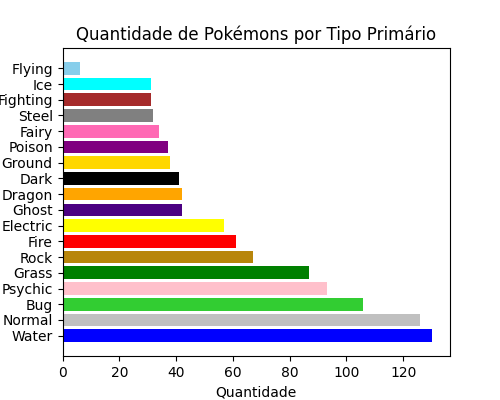 Quantidade de Pokémons por Tipo Primário
Flying
Ice
Fighting
Steel
Fairy
Poison
Ground
Dark
Dragon
Ghost
Electric
Fire
Rock
Grass
Psychic
Bug
Normal
Water
0 20 40 60 80 100 120
Quantidade